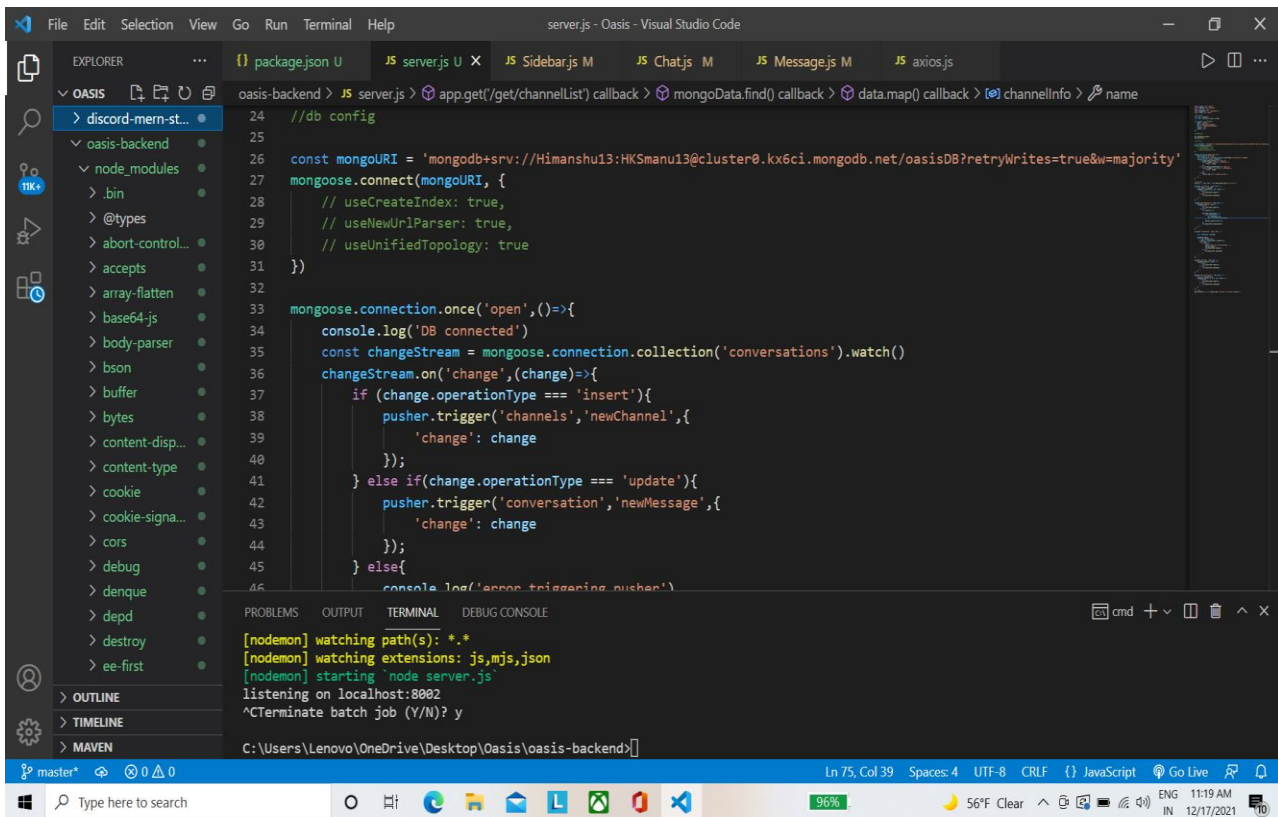 File Edit Selection View Go Run Terminal Help server.js - Oasis - Visual Studio Code
EXPLORER ...
{} package.json U JS server.js U X JS Sidebar.js M JS Chat.js M JS Message.js M JS axios.js
OASIS
oasis-backend > JS server.js > app.get('/get/channelList') callback > mongoData.find() callback > data.map() callback > channelInfo > name
> discord-mern-st...
oasis-backend
node_modules
11K+
> .bin
> @types
> abort-control...
> accepts
> array-flatten
> base64-js
> body-parser
> bson
> buffer
> bytes
> content-disp...
> content-type
> cookie
> cookie-signa...
> cors
> debug
> denque
> depd
> destroy
> ee-first
> OUTLINE
> TIMELINE
> MAVEN
24 //db config
25
26 const mongoURI = 'mongodb+srv://Himanshu13:HKSmanu13@cluster0.kx6ci.mongodb.net/oasisDB?retryWrites=true&w=majority'
27 mongoose.connect(mongoURI, {
28 // useCreateIndex: true,
29 // useNewUrlParser: true,
30 // useUnifiedTopology: true
31 })
32
33 mongoose.connection.once('open',()=>{
34 console.log('DB connected')
35 const changeStream = mongoose.connection.collection('conversations').watch()
36 changeStream.on('change',(change)=>{
37 if (change.operationType === 'insert'){
38 pusher.trigger('channels','newChannel',{
39 'change': change
40 });
41 } else if(change.operationType === 'update'){
42 pusher.trigger('conversation','newMessage',{
43 'change': change
44 });
45 } else{
46 console.log('error triggering pusher')
PROBLEMS OUTPUT TERMINAL DEBUG CONSOLE cmd
[nodemon] watching path(s): *.*
[nodemon] watching extensions: js,mjs,json
[nodemon] starting `node server.js`
listening on localhost:8002
^CTerminate batch job (Y/N)? y
C:\Users\Lenovo\OneDrive\Desktop\Oasis\oasis-backend>
master* 0 0 Ln 75, Col 39 Spaces: 4 UTF-8 CRLF {} JavaScript Go Live
Type here to search L 96% 56°F Clear ENG 11:19 AM
IN 12/17/2021 10